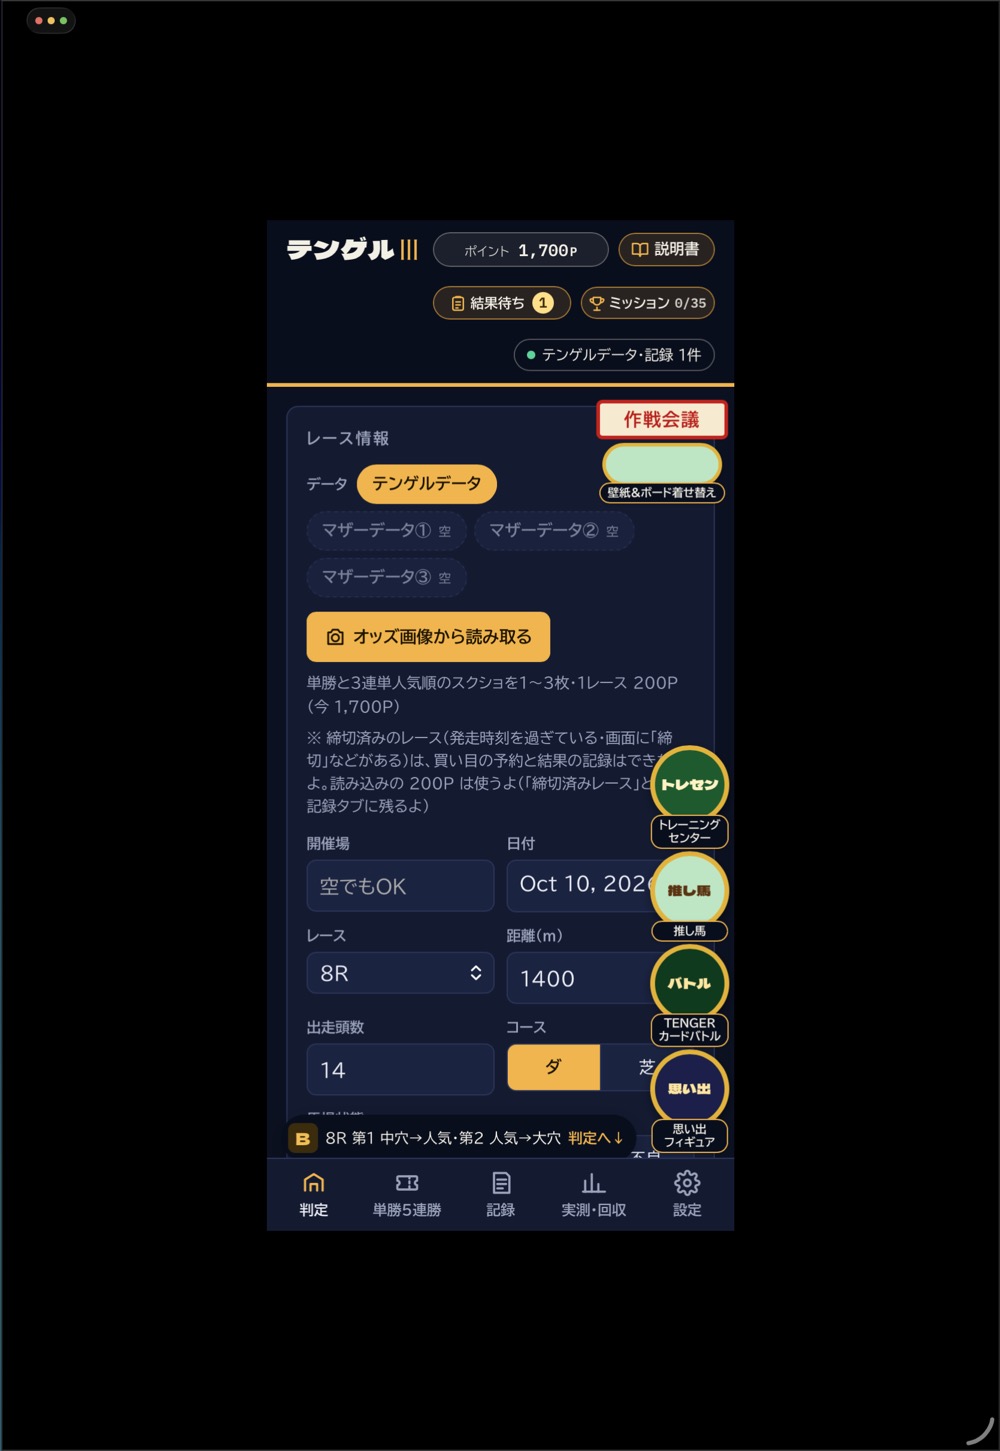 テンゲル
ポイント 1,700P
説明書
結果待ち 1
ミッション 0/35
テンゲルデータ・記録 1件
作戦会議
壁紙&ボード着せ替え
レース情報
データ
テンゲルデータ
マザーデータ① 空
マザーデータ② 空
マザーデータ③ 空
オッズ画像から読み取る
単勝と3連単人気順のスクショを1〜3枚・1レース 200P
(今 1,700P)
※ 締切済みのレース(発走時刻を過ぎている・画面に「締
切」などがある)は、買い目の予約と結果の記録はでき
よ。読み込みの 200P は使うよ(「締切済みレース」と
記録タブに残るよ)
トレセン
トレーニング
センター
開催場
日付
空でもOK
Oct 10, 2026
推し馬
推し馬
レース
距離(m)
8R
1400
バトル
TENGER
カードバトル
出走頭数
コース
14
ダ
芝
思い出
思い出
フィギュア
B
8R 第1 中穴→人気・第2 人気→大穴 判定へ↓
判定
単勝5連勝
記録
実測・回収
設定